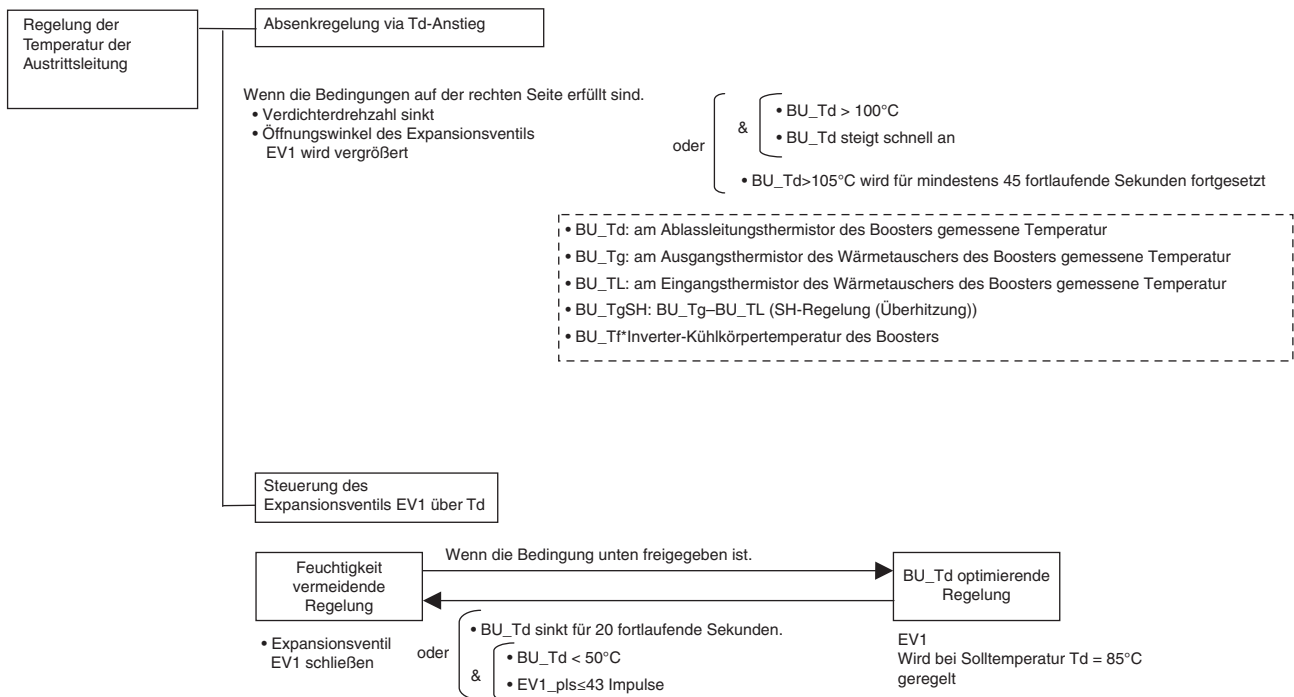 Regelung der
Temperatur der
Austrittsleitung
Absenkregelung via Td-Anstieg
Wenn die Bedingungen auf der rechten Seite erfüllt sind.
• Verdichterdrehzahl sinkt
• Öffnungswinkel des Expansionsventils
EV1 wird vergrößert
oder
&
• BU_Td > 100°C
• BU_Td steigt schnell an
• BU_Td>105°C wird für mindestens 45 fortlaufende Sekunden fortgesetzt
• BU_Td: am Ablassleitungsthermistor des Boosters gemessene Temperatur
• BU_Tg: am Ausgangsthermistor des Wärmetauschers des Boosters gemessene Temperatur
• BU_TL: am Eingangsthermistor des Wärmetauschers des Boosters gemessene Temperatur
• BU_TgSH: BU_Tg–BU_TL (SH-Regelung (Überhitzung))
• BU_Tf*Inverter-Kühlkörpertemperatur des Boosters
Steuerung des
Expansionsventils EV1 über Td
Feuchtigkeit
vermeidende
Regelung
Wenn die Bedingung unten freigegeben ist.
BU_Td optimierende
Regelung
• Expansionsventil
EV1 schließen
oder
• BU_Td sinkt für 20 fortlaufende Sekunden.
&
• BU_Td < 50°C
• EV1_pls≤43 Impulse
EV1
Wird bei Solltemperatur Td = 85°C
geregelt